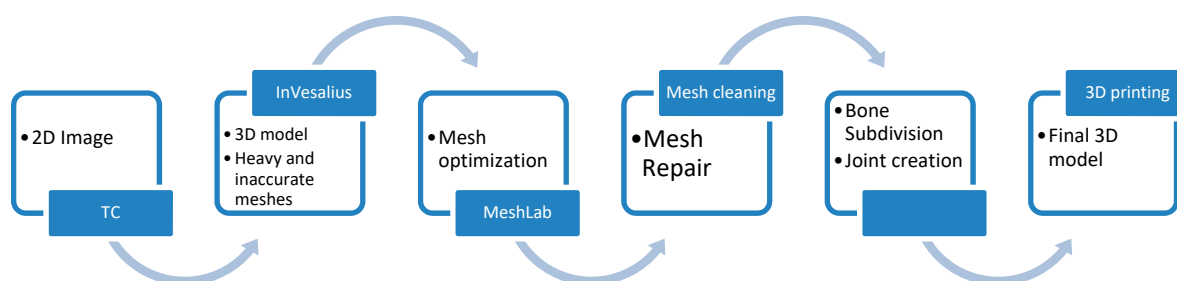 •2D Image
TC
InVesalius
•3D model
•Heavy and
inaccurate
meshes
•Mesh
optimization
MeshLab
Mesh cleaning
•Mesh
Repair
•Bone
Subdivision
•Joint creation
3D printing
•Final 3D
model